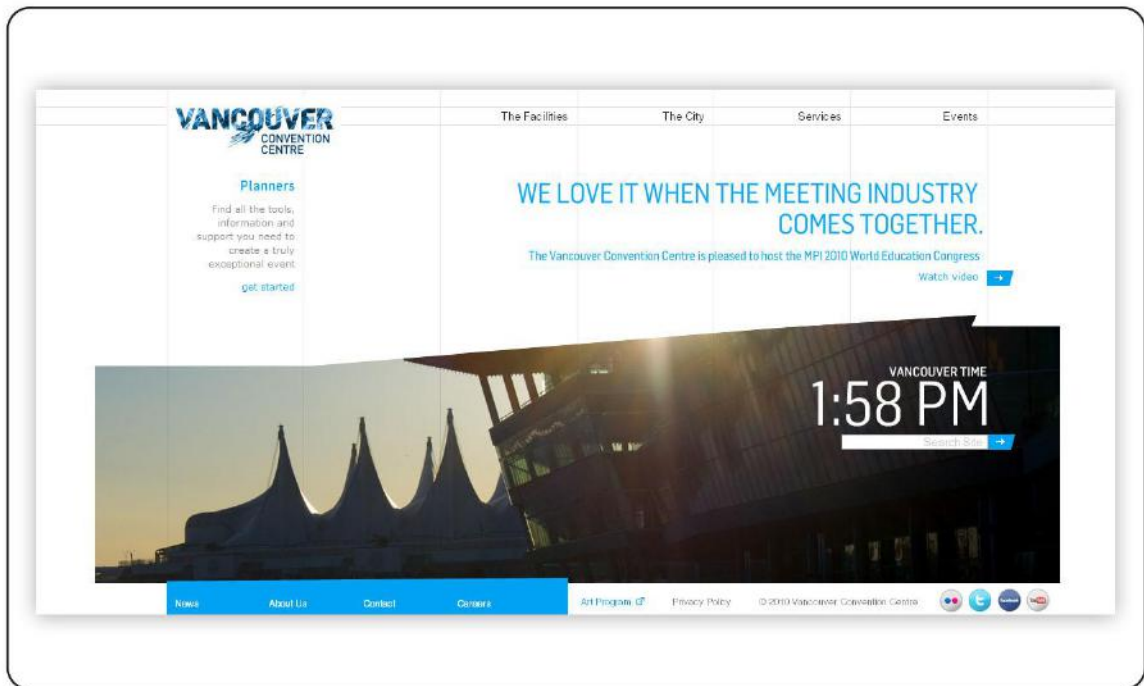 VANCOUVER
CONVENTION
CENTRE
The Facilities
The City
Services
Events
Planners
Find all the tools,
information and
support you need to
create a truly
exceptional event
get started
WE LOVE IT WHEN THE MEETING INDUSTRY
COMES TOGETHER.
The Vancouver Convention Centre is pleased to host the MPI 2010 World Education Congress
Watch video
VANCOUVER TIME
1:58 PM
Search Site
News
About Us
Contact
Careers
Art Program
Privacy Policy
© 2010 Vancouver Convention Centre
facebook
YouTube